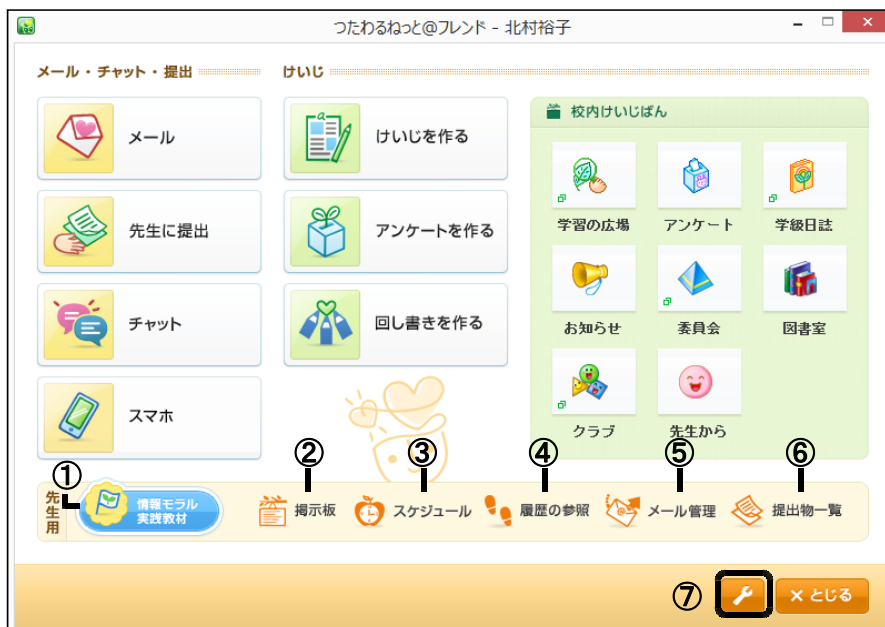 つたわるねっと@フレンド - 北村裕子
メール・チャット・提出
メール
先生に提出
チャット
スマホ
けいじ
けいじを作る
アンケートを作る
回し書きを作る
校内けいじばん
学習の広場
アンケート
学級日誌
お知らせ
委員会
図書室
クラブ
先生から
①
②
③
④
⑤
⑥
先生用
情報モラル
実践教材
掲示板
スケジュール
履歴の参照
メール管理
提出物一覧
⑦
× とじる